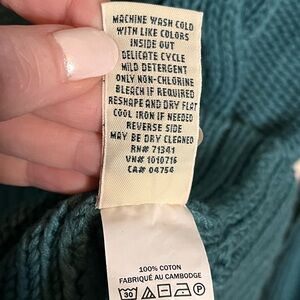 MACHINE WASH COLD
WITH LIKE COLORS
INSIDE OUT
DELICATE CYCLE
MILD DETERGENT
ONLY NON-CHLORINE
BLEACH IF REQUIRED
RESHAPE AND DRY FLAT
COOL IRON IF NEEDED
REVERSE SIDE
MAY BE DRY CLEANED
RN# 71341
VN# 1010716
CA# 04754
100% COTON
FABRIQUÉ AU CAMBODGE
30
P